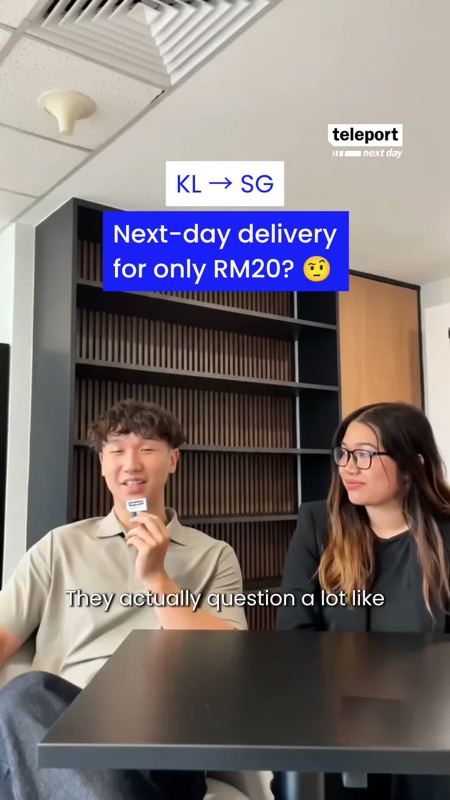 teleport
next day
KL → SG
Next-day delivery
for only RM20? 🤨
They actually question a lot like